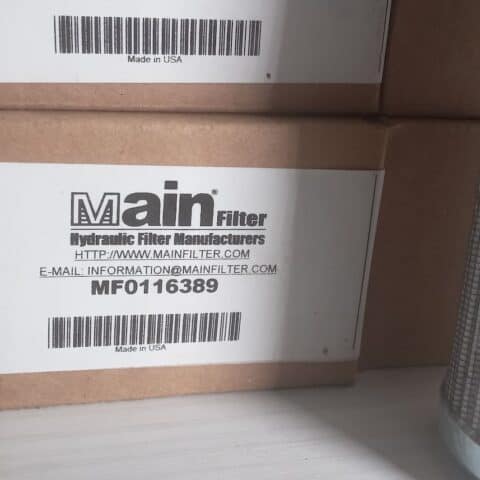 Made in USA
Main® Filter
Hydraulic Filter Manufacturers
HTTP://WWW.MAINFILTER.COM
E-MAIL: INFORMATION@MAINFILTER.COM
MF0116389
Made in USA